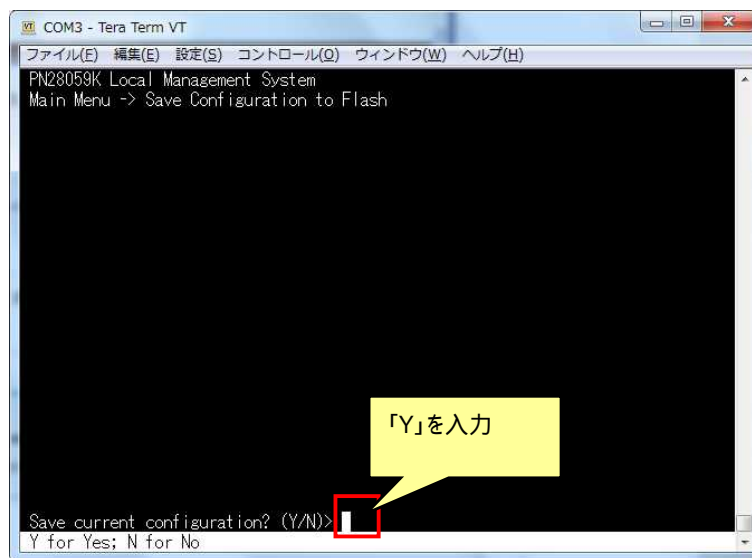 COM3 - Tera Term VT
ファイル(F) 編集(E) 設定(S) コントロール(O) ウィンドウ(W) ヘルプ(H)
PN28059K Local Management System
Main Menu -> Save Configuration to Flash
「Y」を入力
Save current configuration? (Y/N)>
Y for Yes; N for No